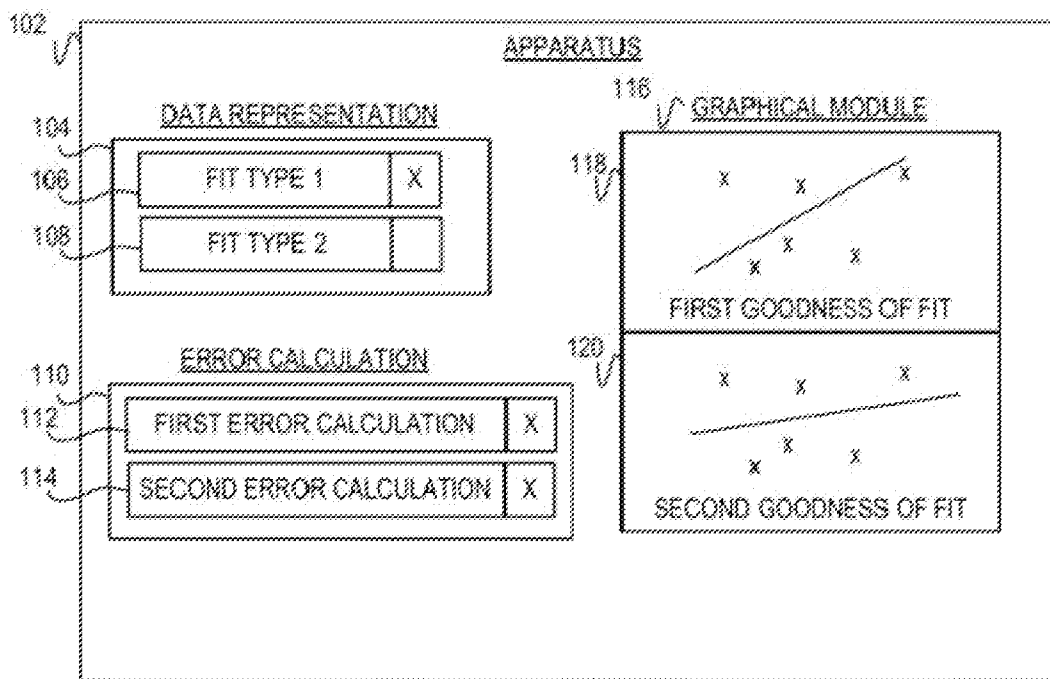 102
APPARATUS
DATA REPRESENTATION
104
106
FIT TYPE 1 X
108
FIT TYPE 2
ERROR CALCULATION
110
112
FIRST ERROR CALCULATION X
114
SECOND ERROR CALCULATION X
116
GRAPHICAL MODULE
118
x x x x x x
FIRST GOODNESS OF FIT
120
x x x x x x
SECOND GOODNESS OF FIT